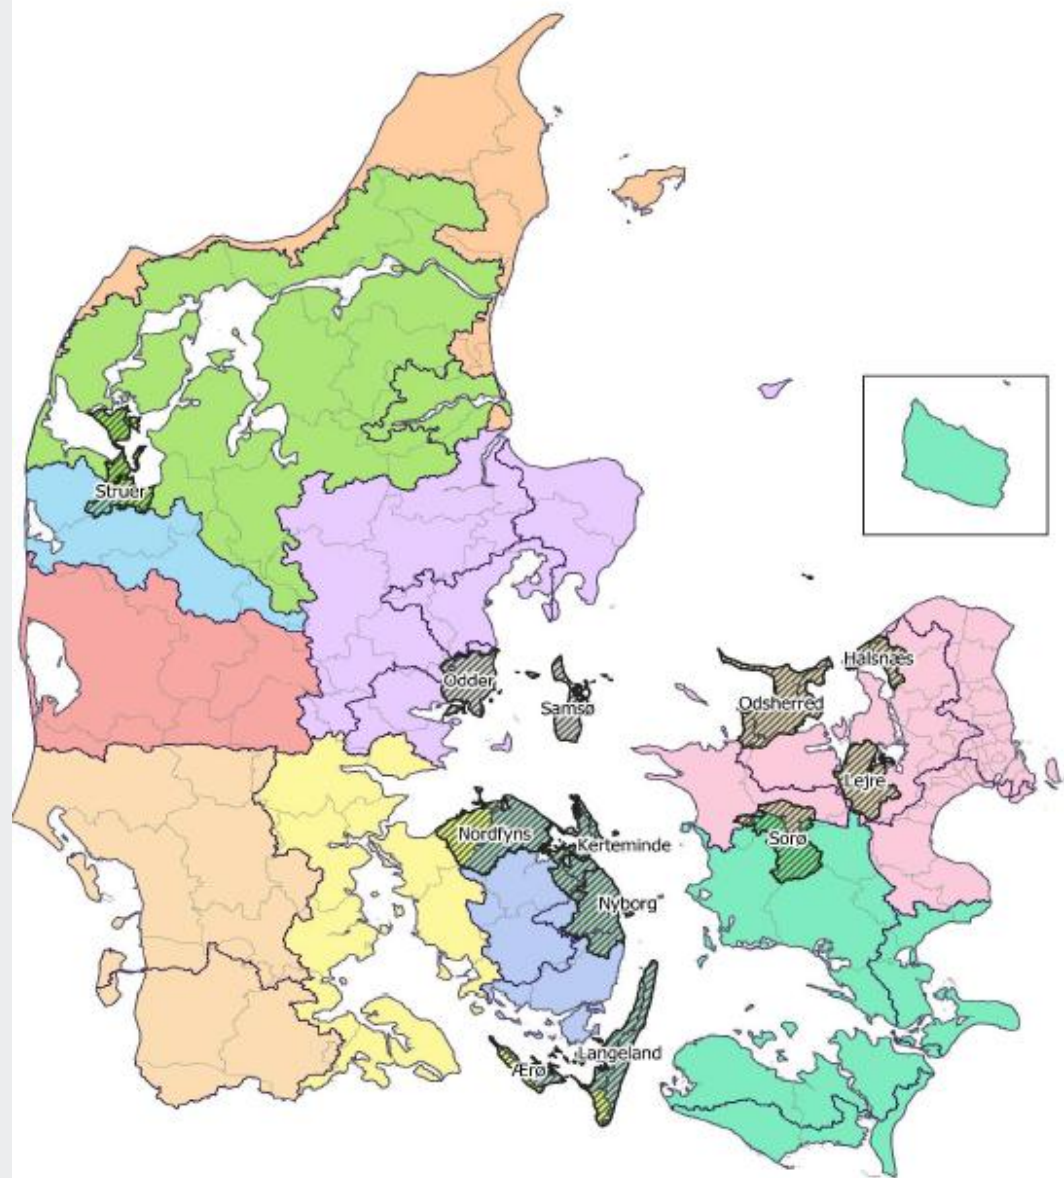 Struer
Odder
Samsø
Halsnæs
Odsherred
Lejre
Sorø
Nordfyns
Kerteminde
Nyborg
Langeland
Ærø